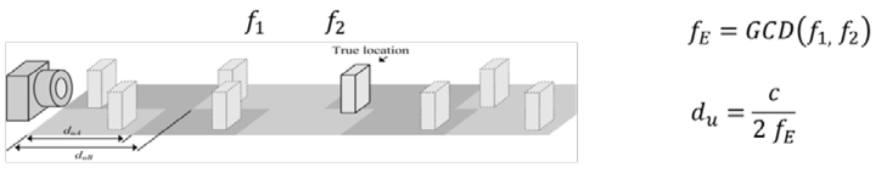 f₁ f₂
True location
d_uA
d_uB
f_E = GCD(f₁, f₂)
d_u = c / 2 f_E